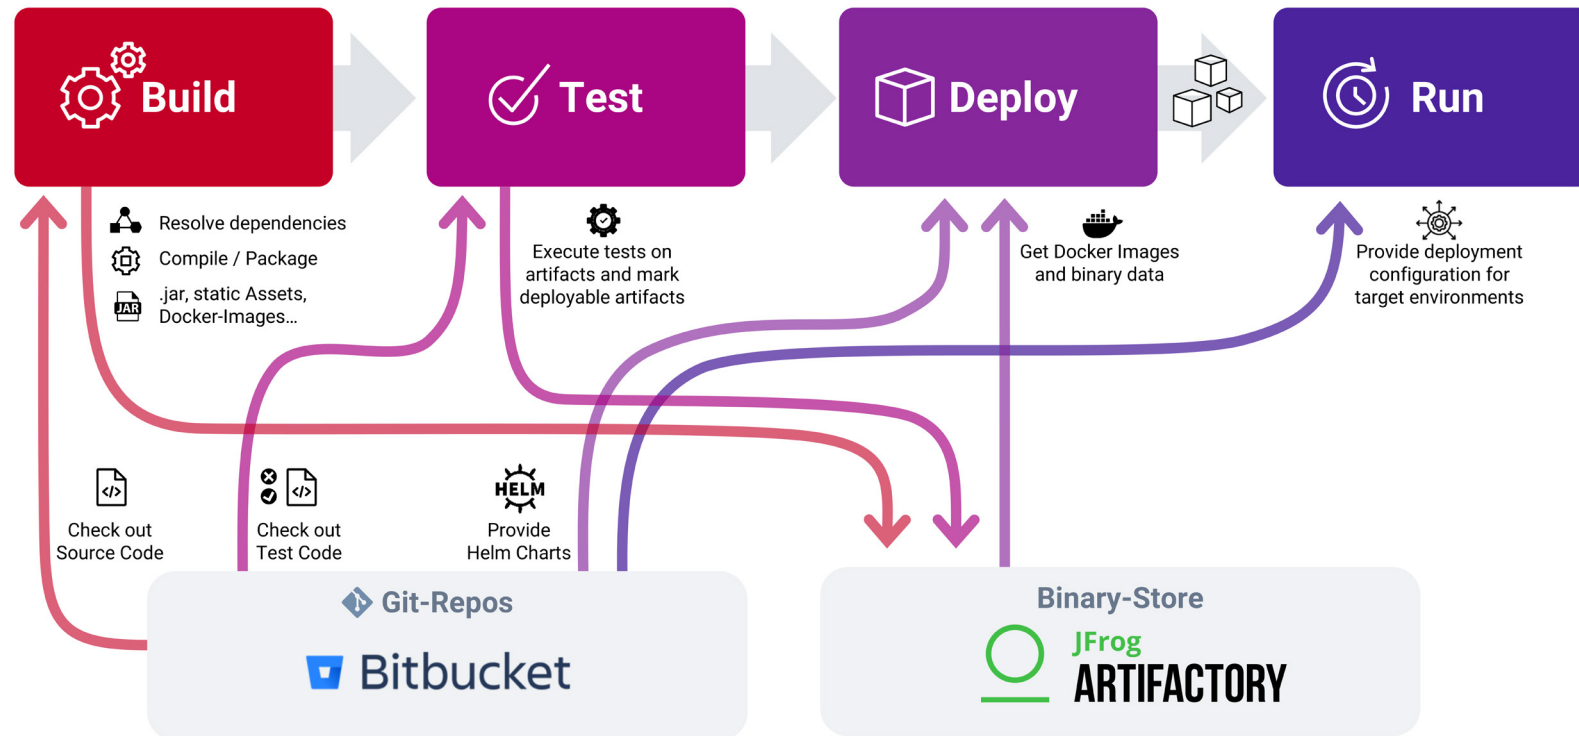 Build
Test
Deploy
Run
Resolve dependencies
Compile / Package
JAR
.jar, static Assets,
Docker-Images...
Execute tests on
artifacts and mark
deployable artifacts
Get Docker Images
and binary data
Provide deployment
configuration for
target environments
</>
Check out
Source Code
</>
Check out
Test Code
HELM
Provide
Helm Charts
Git-Repos
Bitbucket
Binary-Store
JFrog
ARTIFACTORY